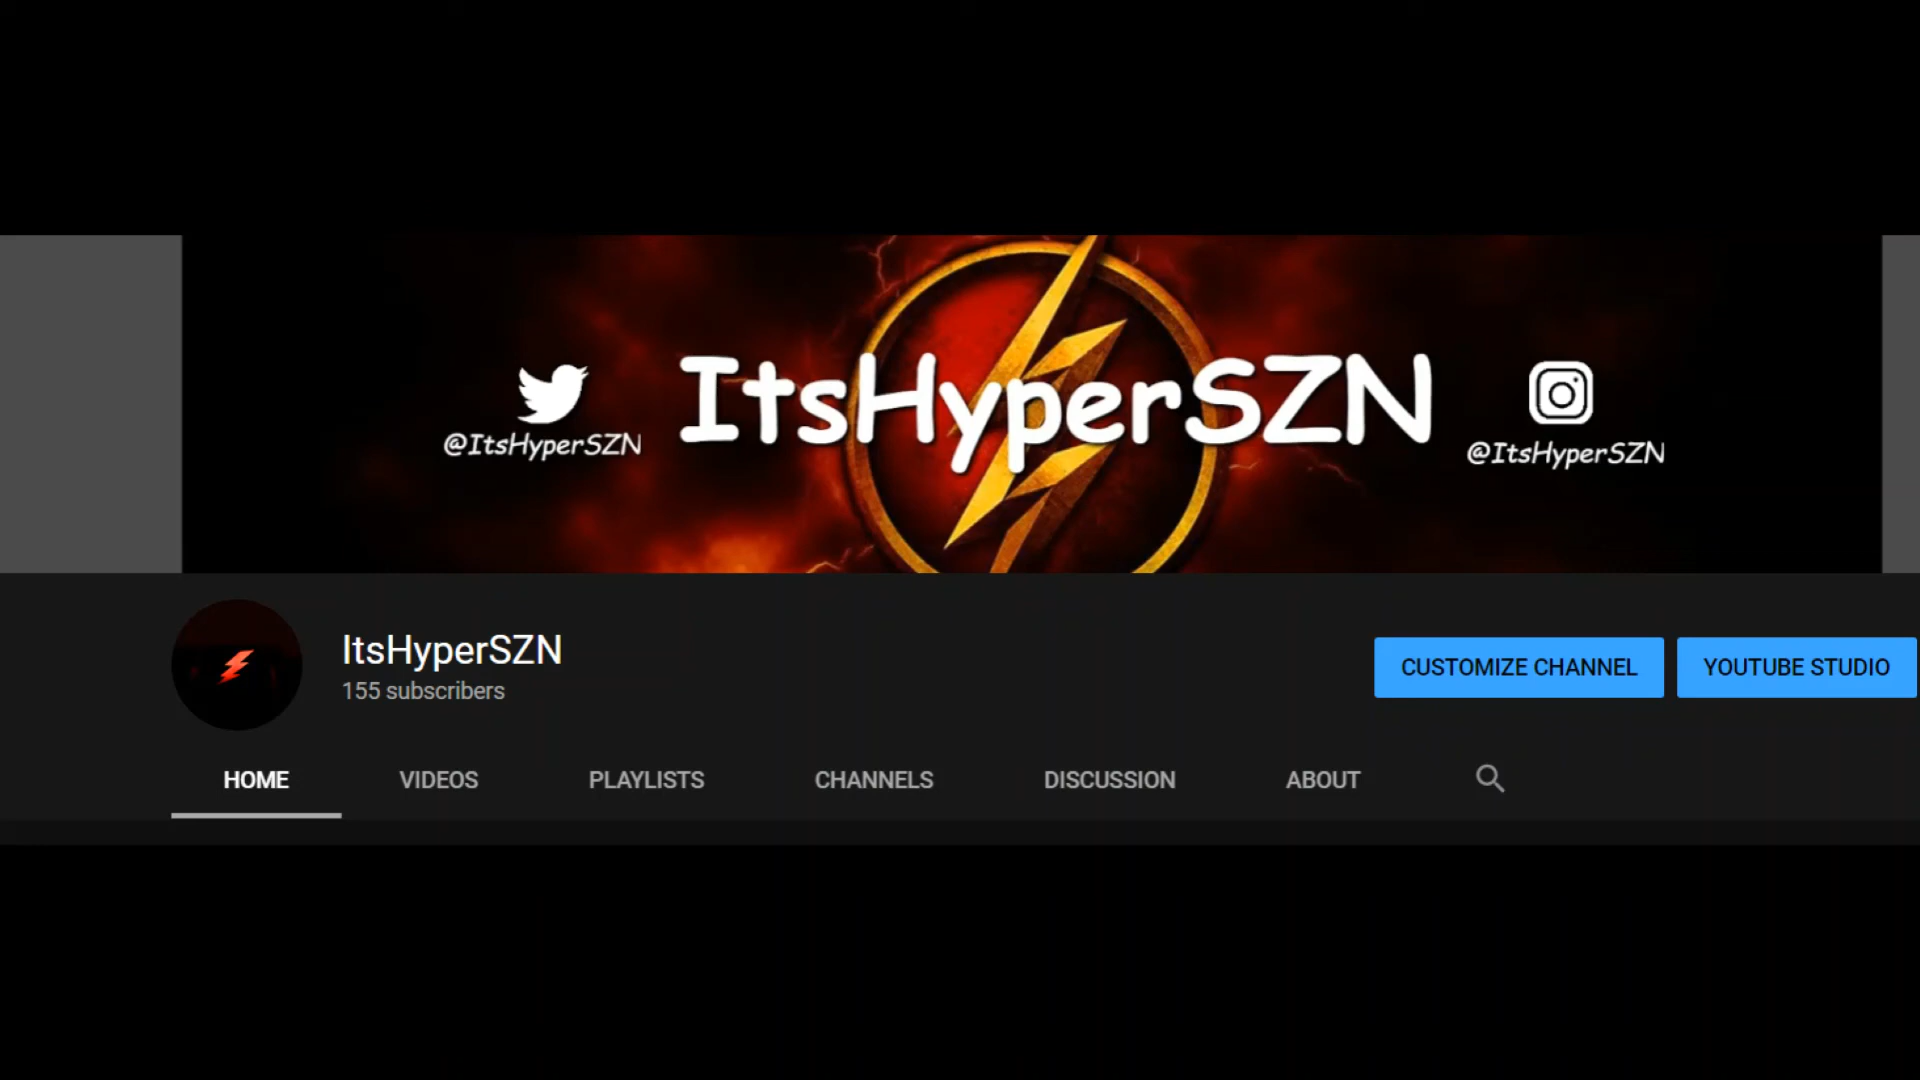 ItsHyperSZN
@ItsHyperSZN
@ItsHyperSZN
ItsHyperSZN
155 subscribers
CUSTOMIZE CHANNEL
YOUTUBE STUDIO
HOME VIDEOS PLAYLISTS CHANNELS DISCUSSION ABOUT